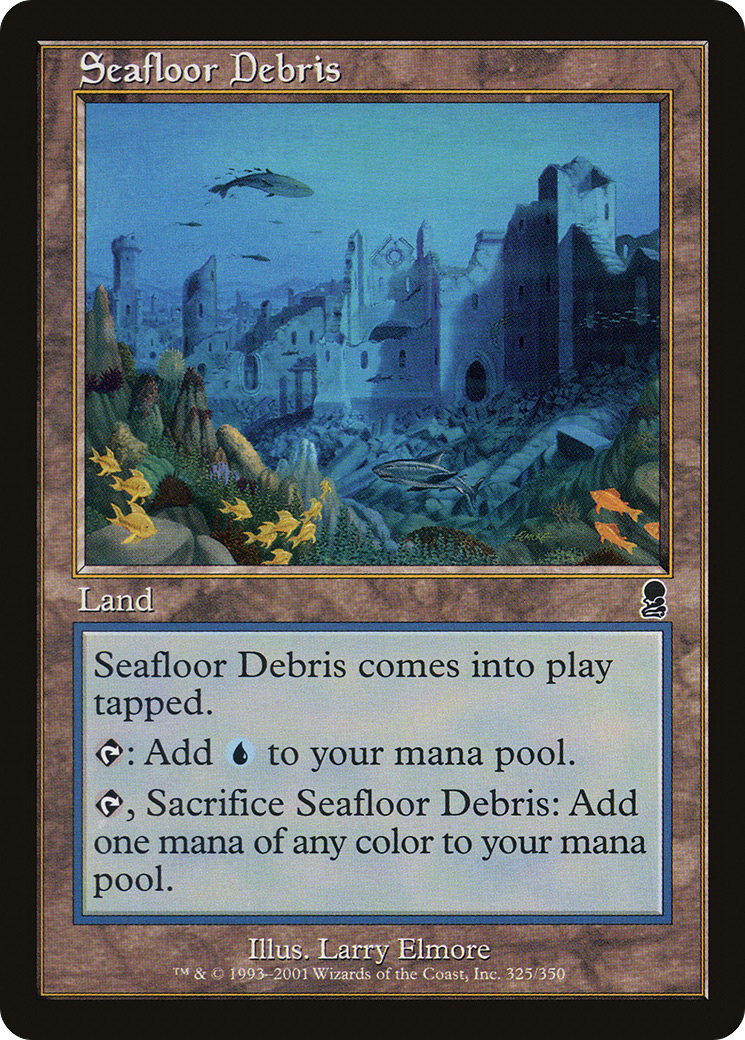 Seafloor Debris
Land
Seafloor Debris comes into play
tapped.
: Add to your mana pool.
, Sacrifice Seafloor Debris: Add
one mana of any color to your mana
pool.
Illus. Larry Elmore
™ & © 1993–2001 Wizards of the Coast, Inc. 325/350